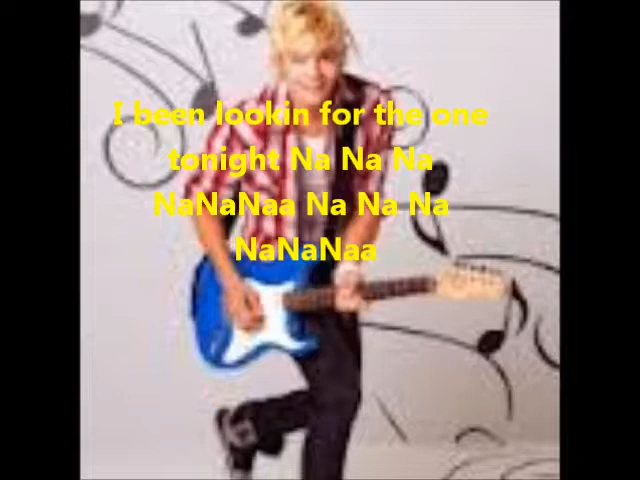 I been lookin for the one
tonight Na Na Na
NaNaNaa Na Na Na
NaNaNaa